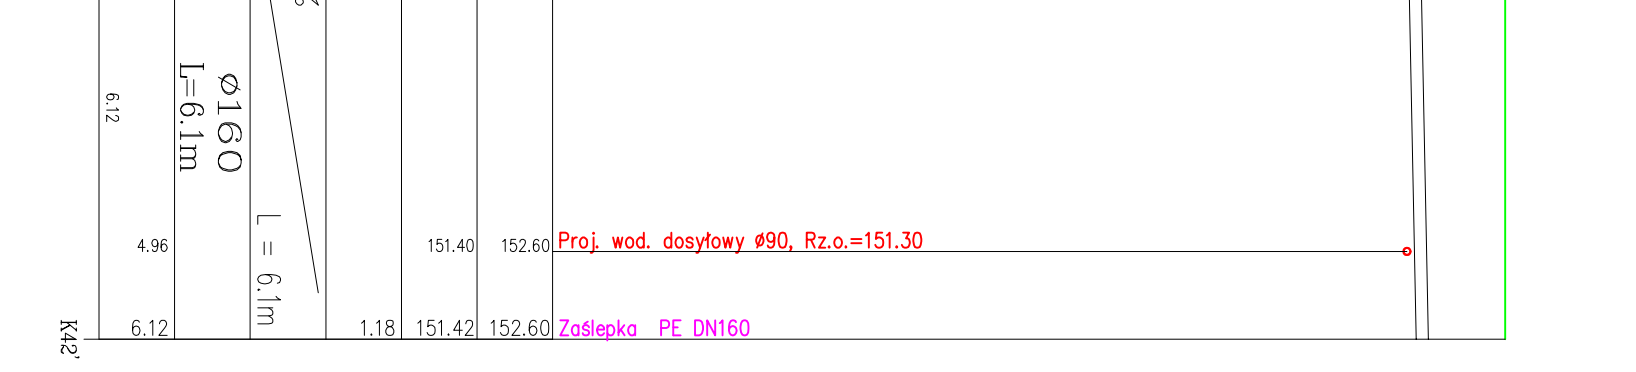 6.12
L=6.1m
ø160
L = 6.1m
4.96 151.40 152.60 Proj. wod. dosyłowy ø90, Rz.o.=151.30
6.12 1.18 151.42 152.60 Zaślepka PE DN160
K42'